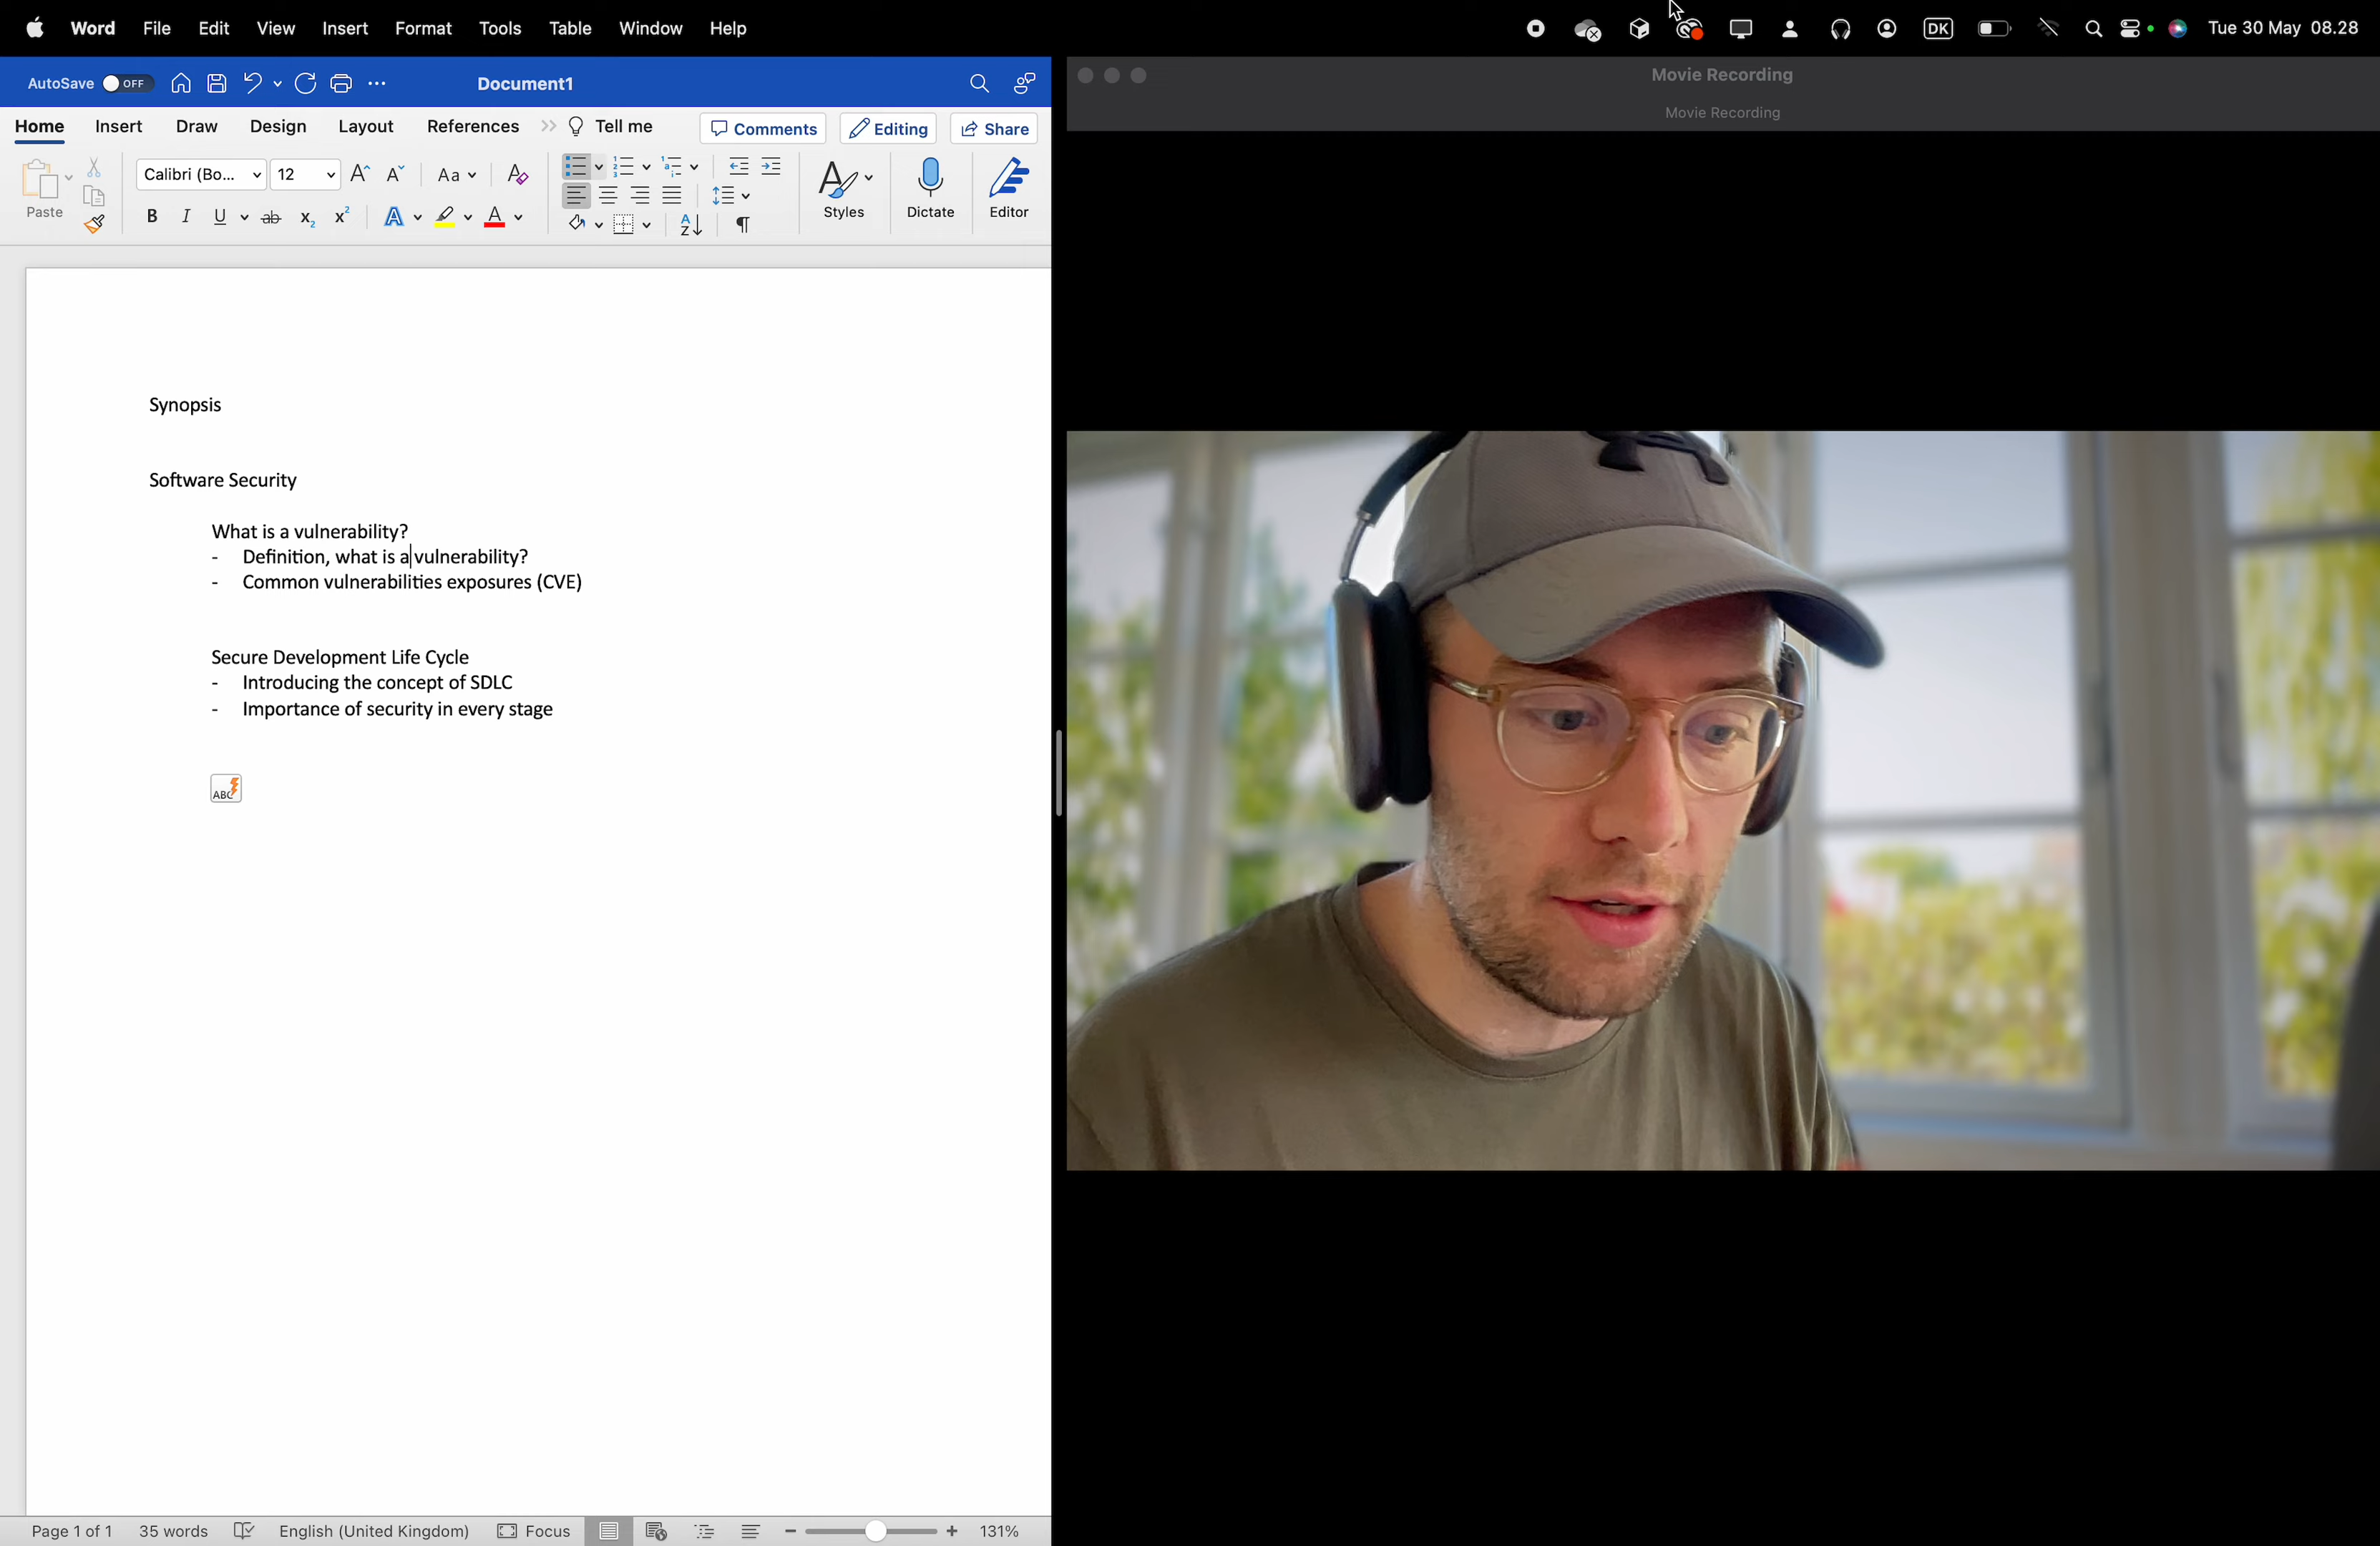 Word File Edit View Insert Format Tools Table Window Help DK Tue 30 May 08.28
AutoSave OFF Document1
Home Insert Draw Design Layout References Tell me Comments Editing Share
Paste Calibri (Bo... 12 Aa Styles Dictate Editor
Movie Recording
Movie Recording
Synopsis
Software Security
What is a vulnerability?
- Definition, what is a vulnerability?
- Common vulnerabilities exposures (CVE)
Secure Development Life Cycle
- Introducing the concept of SDLC
- Importance of security in every stage
ABC
Page 1 of 1 35 words English (United Kingdom) Focus 131%